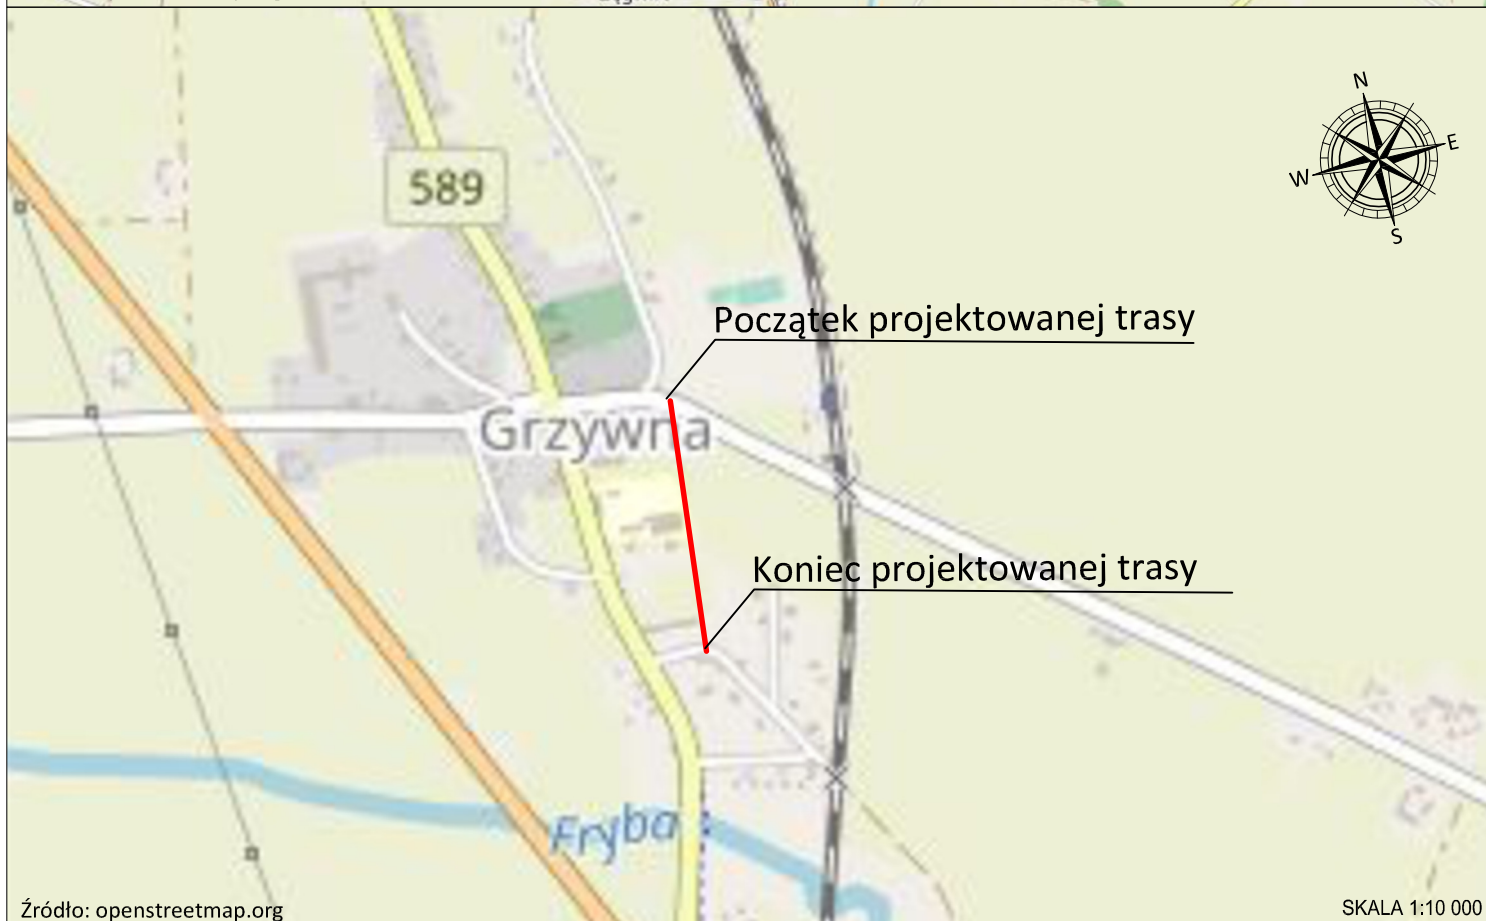 N
E
W
S
589
Początek projektowanej trasy
Grzywna
Koniec projektowanej trasy
Fryba
Źródło: openstreetmap.org
SKALA 1:10 000